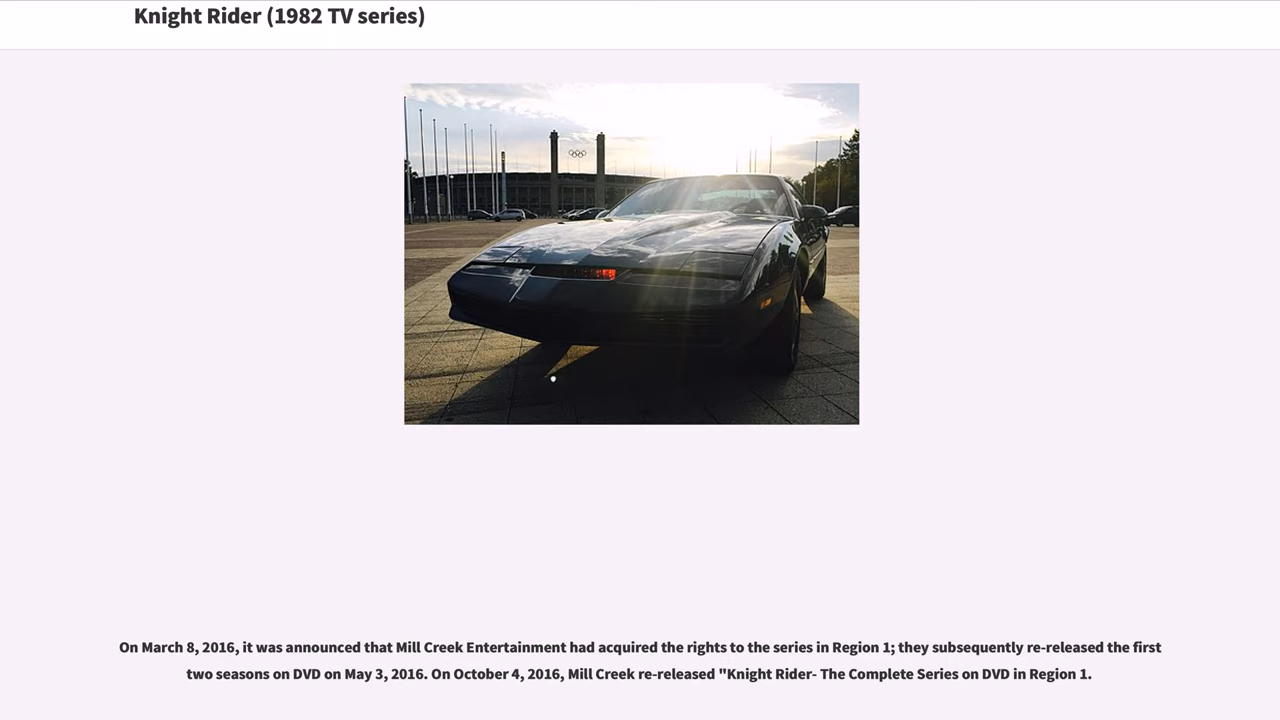 Knight Rider (1982 TV series)
On March 8, 2016, it was announced that Mill Creek Entertainment had acquired the rights to the series in Region 1; they subsequently re-released the first
two seasons on DVD on May 3, 2016. On October 4, 2016, Mill Creek re-released "Knight Rider- The Complete Series on DVD in Region 1.